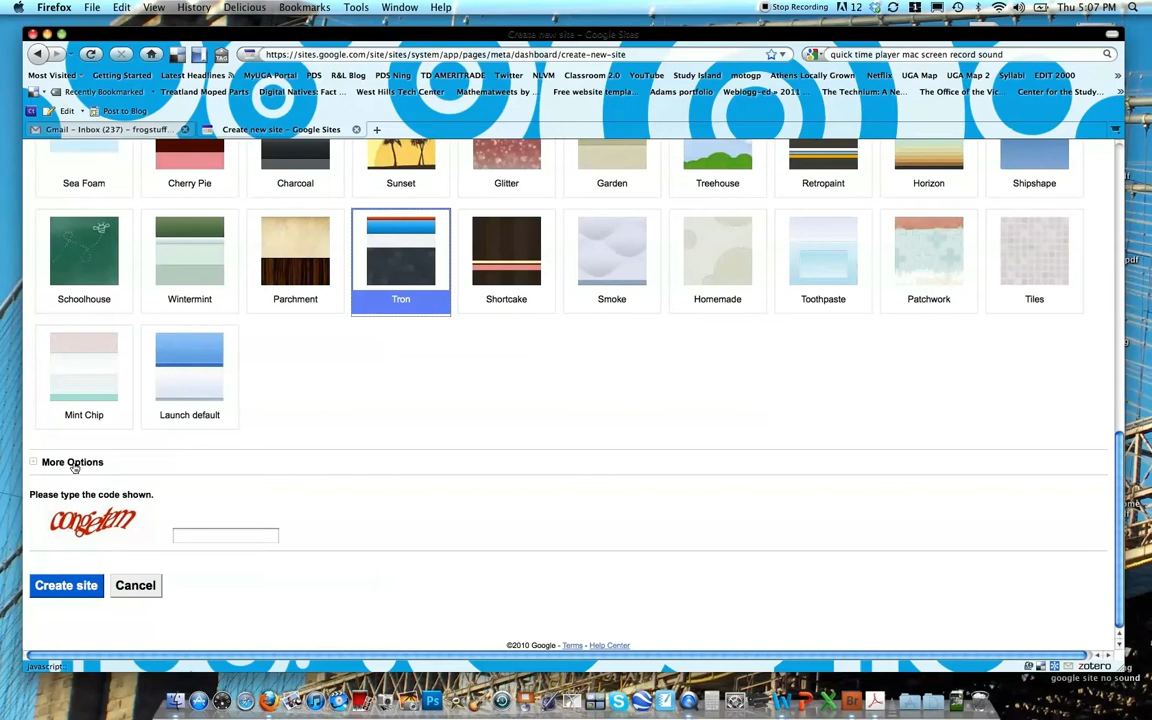 Firefox File Edit View History Delicious Bookmarks Tools Window Help Stop Recording 12 Thu 5:07 PM
Create new site – Google Sites
https://sites.google.com/site/sites/system/app/pages/meta/dashboard/create-new-site quick time player mac screen record sound
Most Visited Getting Started Latest Headlines MyUGA Portal PDS R&L Blog PDS Ning TD AMERITRADE Twitter NLVM Classroom 2.0 YouTube Study Island motogp Athens Locally Grown Netflix UGA Map UGA Map 2 Syllabi EDIT 2000 »
Recently Bookmarked Treatland Moped Parts Digital Natives: Fact ... West Hills Tech Center Mathematweets by ... Free website templa... Adams portfolio Weblogg-ed » 2011 ... The Technium: A Ne... The Office of the Vic... Center for the Study... »
Edit Post to Blog
Gmail – Inbox (237) – frogstuff... Create new site – Google Sites
Sea Foam Cherry Pie Charcoal Sunset Glitter Garden Treehouse Retropaint Horizon Shipshape
Schoolhouse Wintermint Parchment Tron Shortcake Smoke Homemade Toothpaste Patchwork Tiles
Mint Chip Launch default
More Options
Please type the code shown.
Create site Cancel
©2010 Google - Terms - Help Center
javascript: zotero
google site no sound